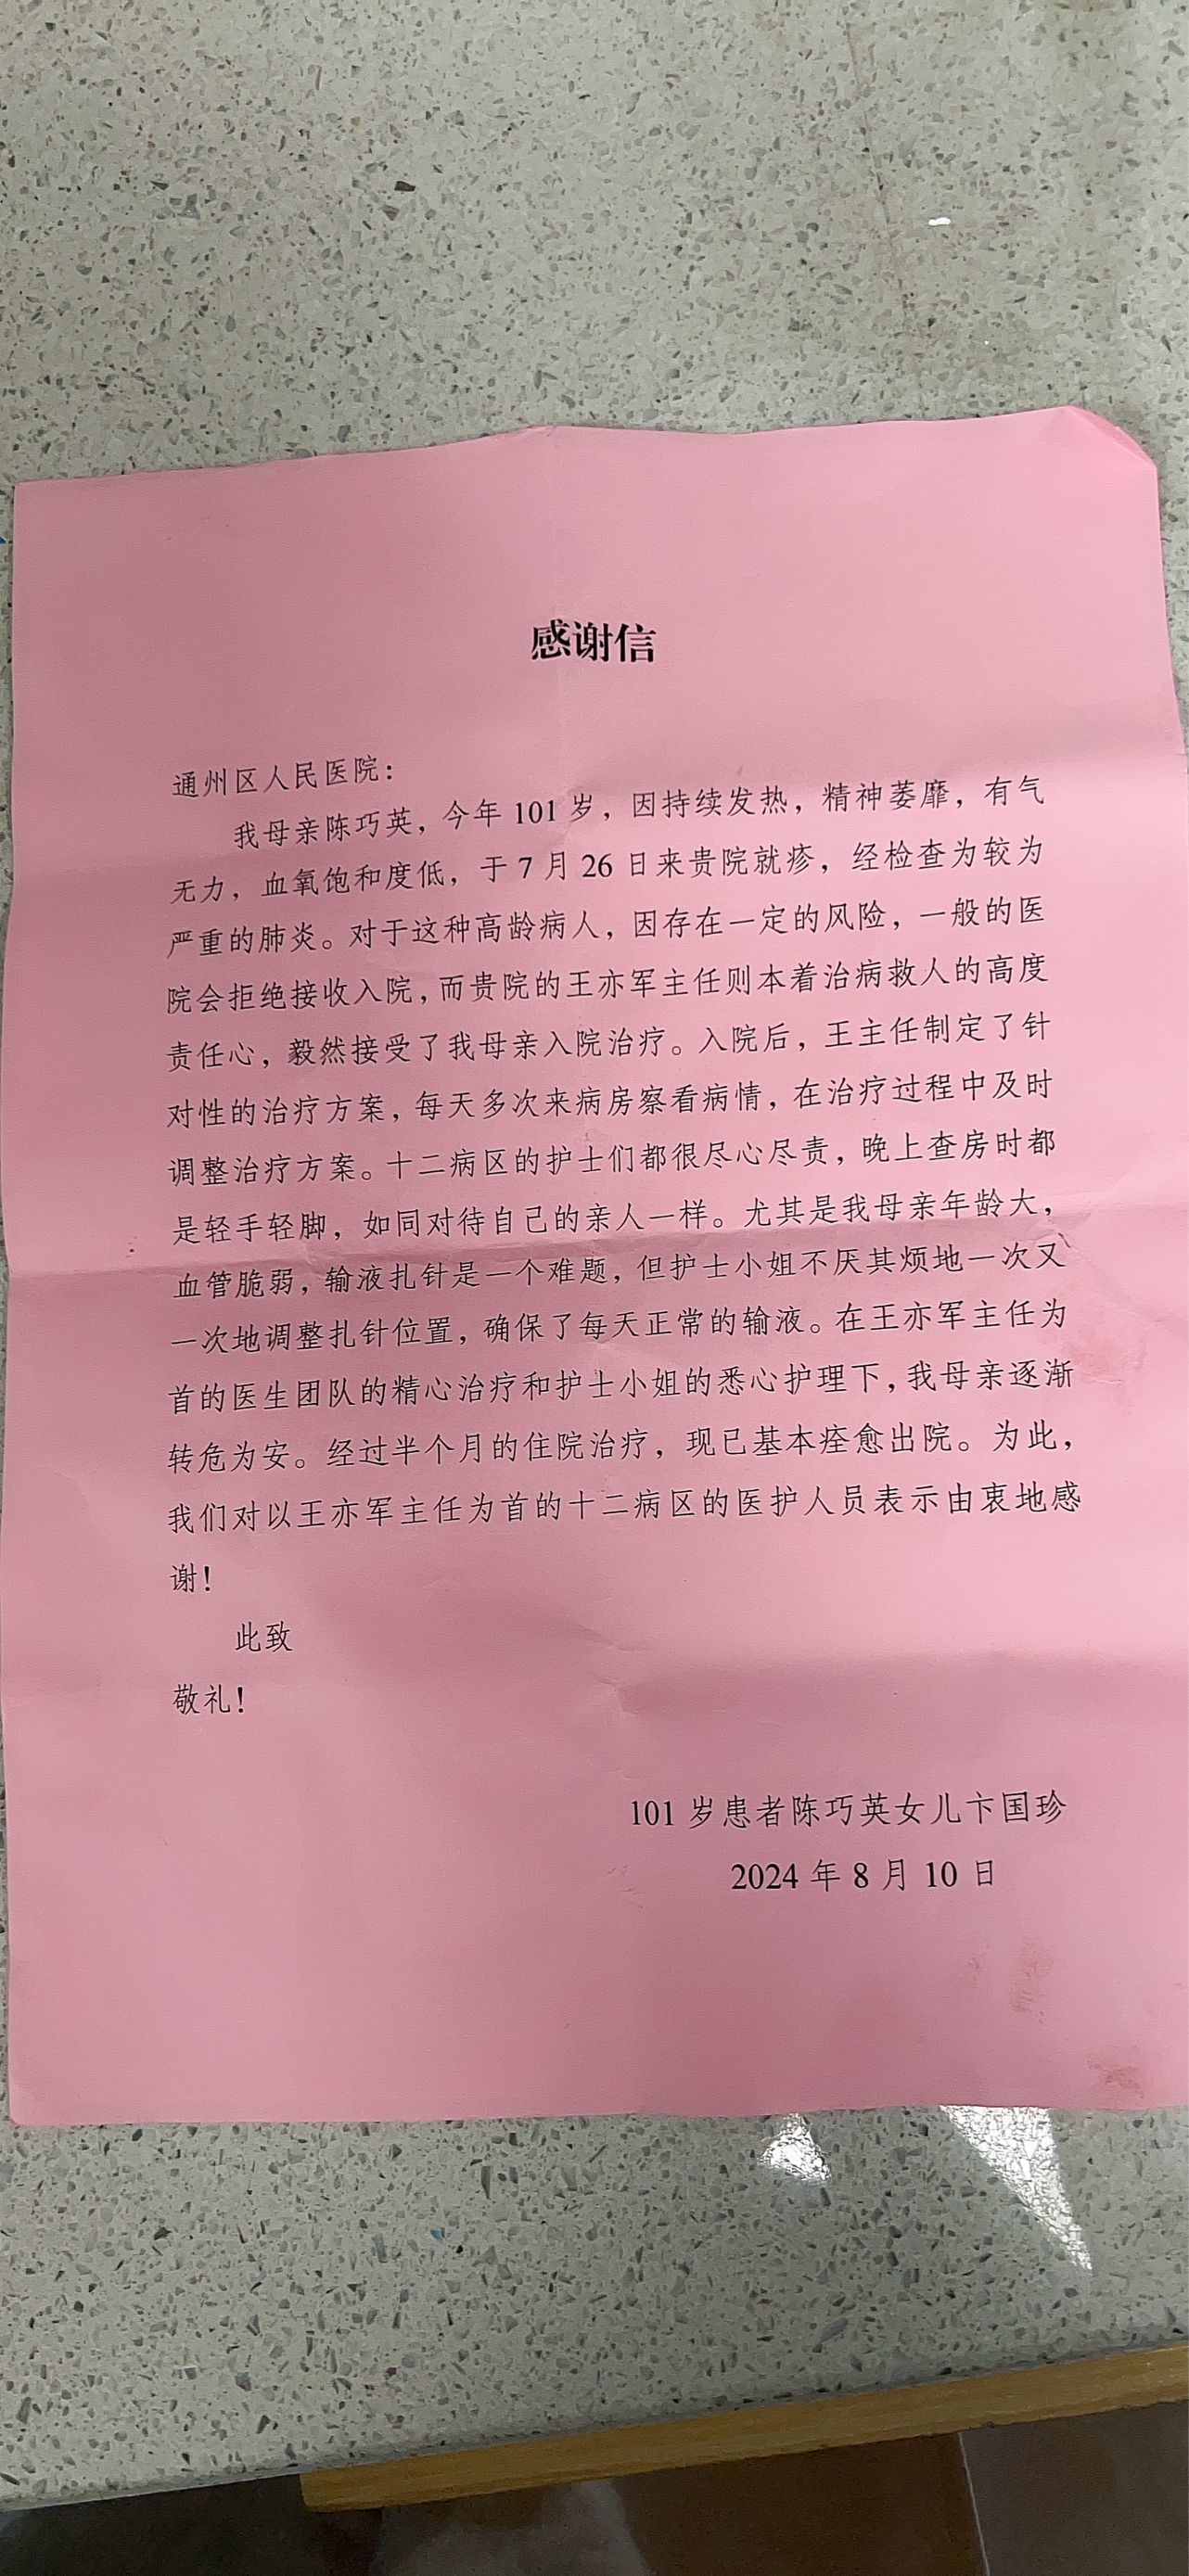 感谢信
通州区人民医院：
我母亲陈巧英，今年 101 岁，因持续发热，精神萎靡，有气
无力，血氧饱和度低，于 7 月 26 日来贵院就疹，经检查为较为
严重的肺炎。对于这种高龄病人，因存在一定的风险，一般的医
院会拒绝接收入院，而贵院的王亦军主任则本着治病救人的高度
责任心，毅然接受了我母亲入院治疗。入院后，王主任制定了针
对性的治疗方案，每天多次来病房察看病情，在治疗过程中及时
调整治疗方案。十二病区的护士们都很尽心尽责，晚上查房时都
是轻手轻脚，如同对待自己的亲人一样。尤其是我母亲年龄大，
血管脆弱，输液扎针是一个难题，但护士小姐不厌其烦地一次又
一次地调整扎针位置，确保了每天正常的输液。在王亦军主任为
首的医生团队的精心治疗和护士小姐的悉心护理下，我母亲逐渐
转危为安。经过半个月的住院治疗，现已基本痊愈出院。为此，
我们对以王亦军主任为首的十二病区的医护人员表示由衷地感
谢！
此致
敬礼！
101 岁患者陈巧英女儿卞国珍
2024 年 8 月 10 日